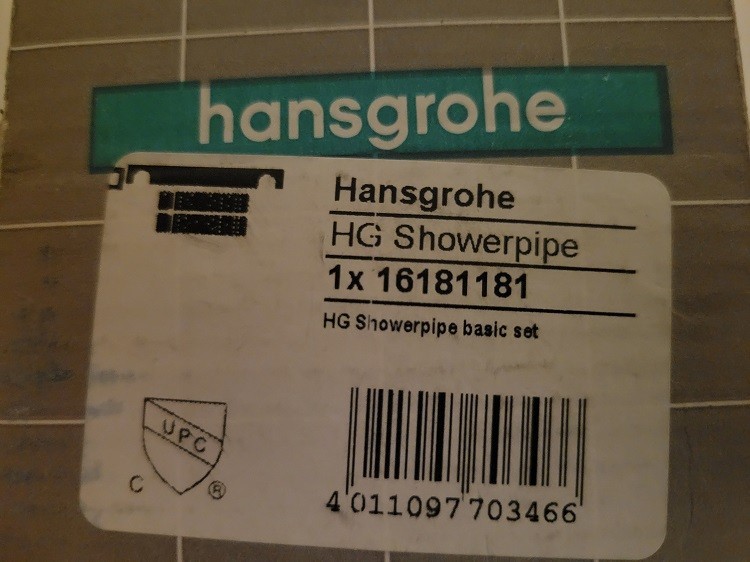 hansgrohe
Hansgrohe
HG Showerpipe
1x 16181181
HG Showerpipe basic set
UPC
C ®
4 011097 703466